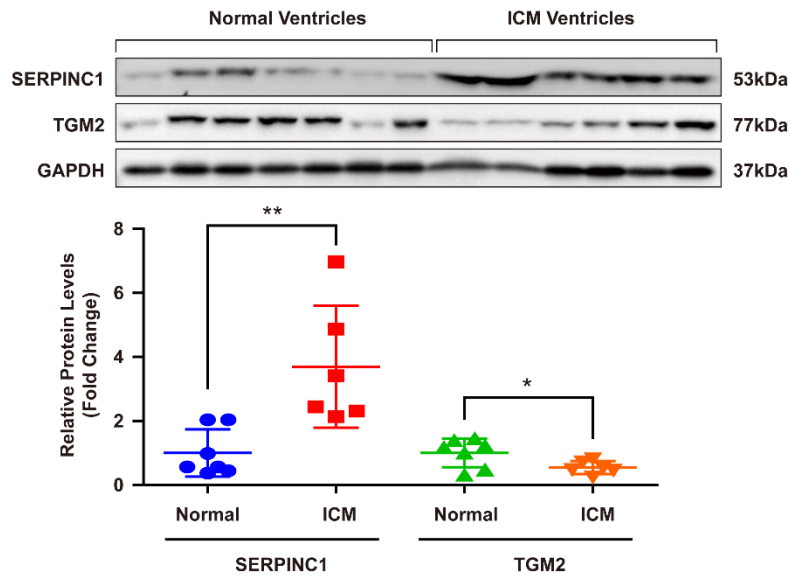 Normal Ventricles ICM Ventricles
SERPINC1 53kDa
TGM2 77kDa
GAPDH 37kDa
Relative Protein Levels
(Fold Change)
8
6
4
2
0
**
*
Normal ICM Normal ICM
SERPINC1 TGM2